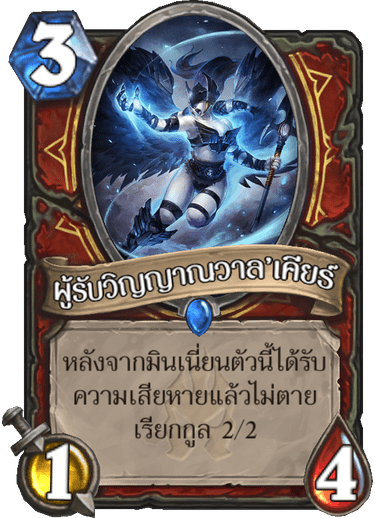 3
ผู้รับวิญญาณวาล'เคียร์
หลังจากมินเนี่ยนตัวนี้ได้รับ
ความเสียหายแล้วไม่ตาย
เรียกกูล 2/2
1
4